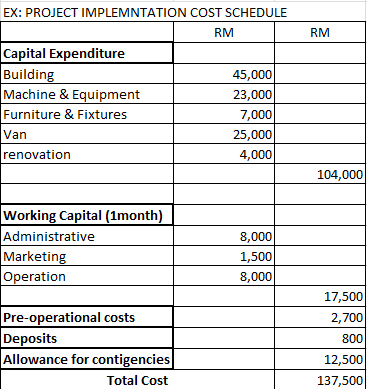 EX: PROJECT IMPLEMNTATION COST SCHEDULE
RM RM
Capital Expenditure
Building 45,000
Machine & Equipment 23,000
Furniture & Fixtures 7,000
Van 25,000
renovation 4,000
104,000
Working Capital (1month)
Administrative 8,000
Marketing 1,500
Operation 8,000
17,500
Pre-operational costs 2,700
Deposits 800
Allowance for contigencies 12,500
Total Cost 137,500